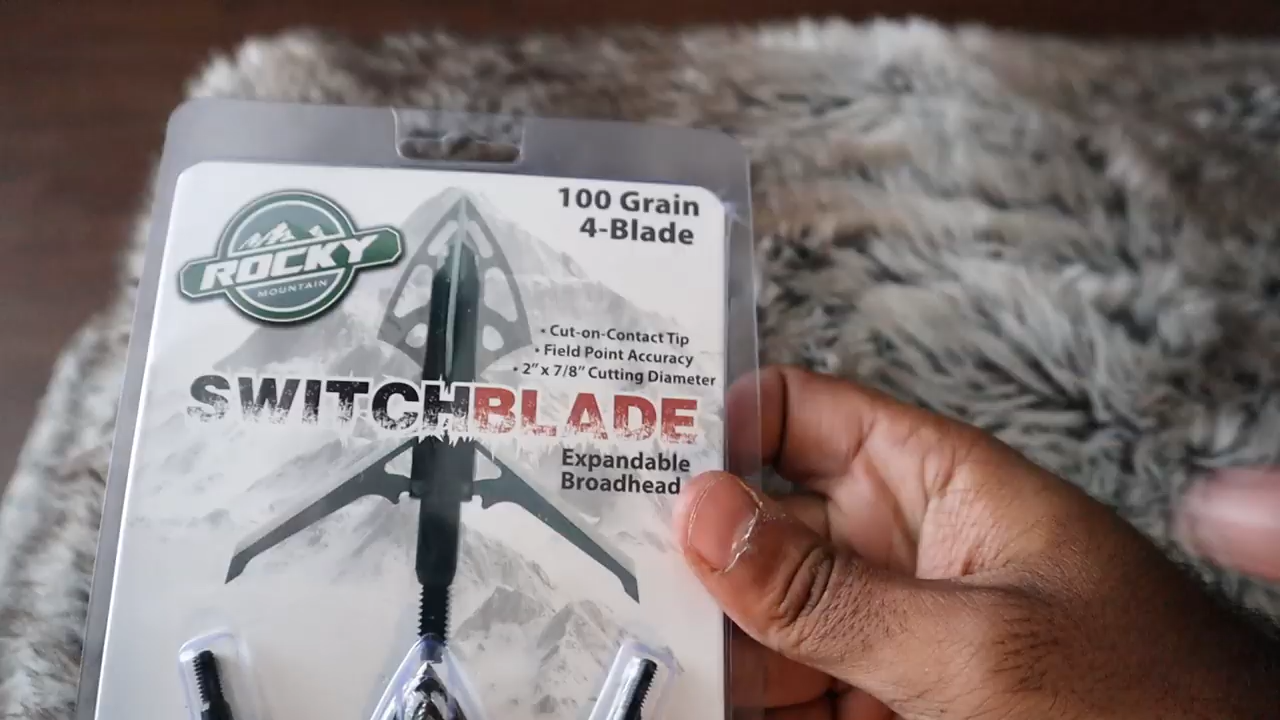 ROCKY
MOUNTAIN
100 Grain
4-Blade
• Cut-on-Contact Tip
• Field Point Accuracy
• 2" x 7/8" Cutting Diameter
SWITCHBLADE
Expandable
Broadhead